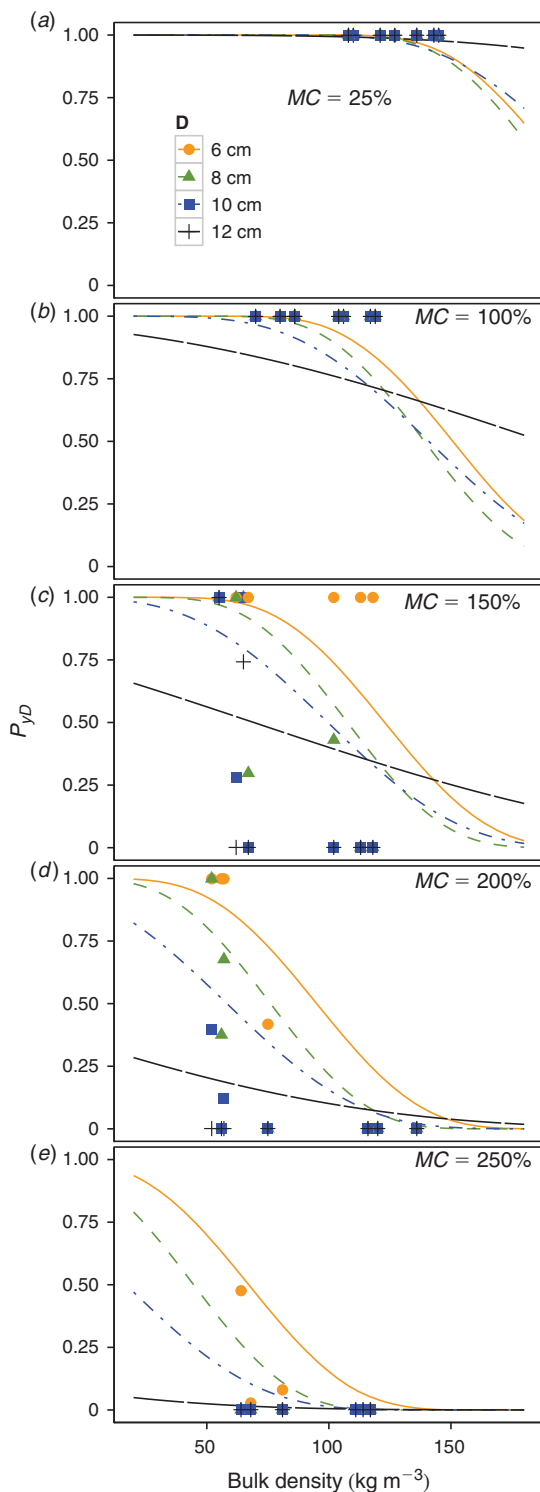 (a)
1.00
0.75
0.50
0.25
0
MC = 25%
D
6 cm
8 cm
10 cm
12 cm
(b)
1.00
0.75
0.50
0.25
0
MC = 100%
(c)
1.00
0.75
0.50
0.25
0
MC = 150%
PyD
(d)
1.00
0.75
0.50
0.25
0
MC = 200%
(e)
1.00
0.75
0.50
0.25
0
MC = 250%
50 100 150
Bulk density (kg m⁻³)